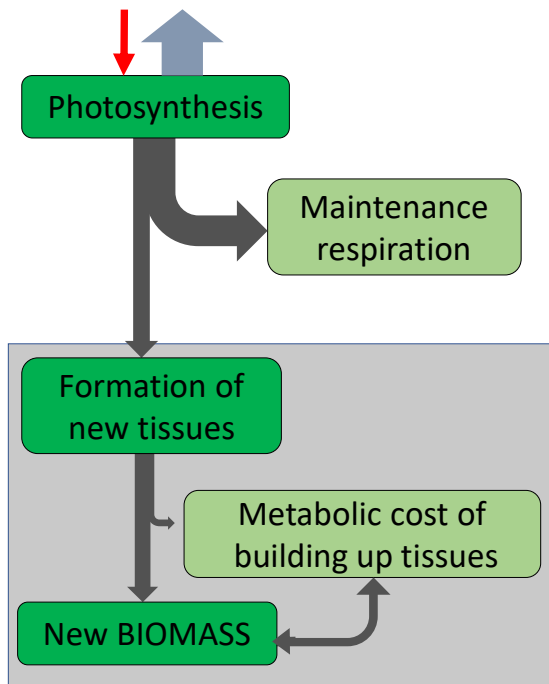 Photosynthesis
Maintenance
respiration
Formation of
new tissues
Metabolic cost of
building up tissues
New BIOMASS